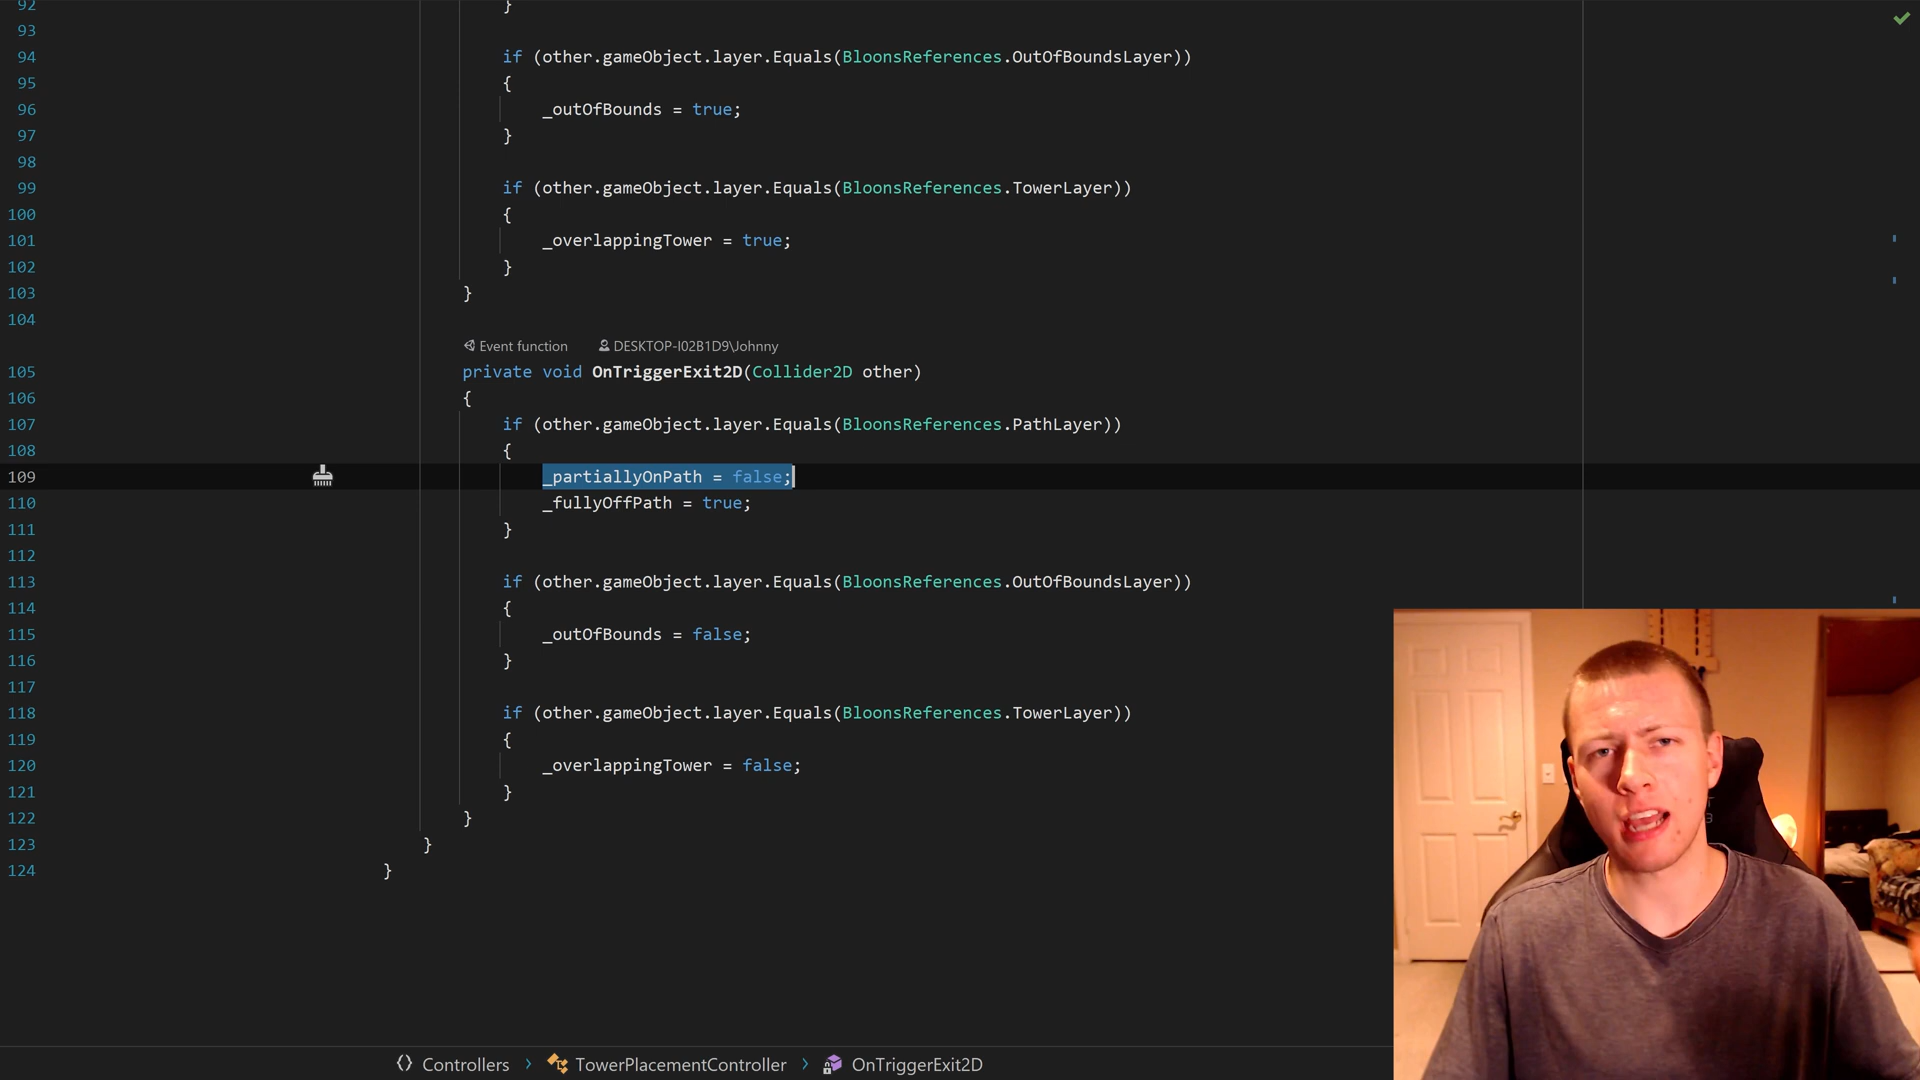 92 }
93
94 if (other.gameObject.layer.Equals(BloonsReferences.OutOfBoundsLayer))
95 {
96 _outOfBounds = true;
97 }
98
99 if (other.gameObject.layer.Equals(BloonsReferences.TowerLayer))
100 {
101 _overlappingTower = true;
102 }
103 }
104
Event function DESKTOP-I02B1D9\Johnny
105 private void OnTriggerExit2D(Collider2D other)
106 {
107 if (other.gameObject.layer.Equals(BloonsReferences.PathLayer))
108 {
109 _partiallyOnPath = false;
110 _fullyOffPath = true;
111 }
112
113 if (other.gameObject.layer.Equals(BloonsReferences.OutOfBoundsLayer))
114 {
115 _outOfBounds = false;
116 }
117
118 if (other.gameObject.layer.Equals(BloonsReferences.TowerLayer))
119 {
120 _overlappingTower = false;
121 }
122 }
123 }
124 }
Controllers › TowerPlacementController › OnTriggerExit2D